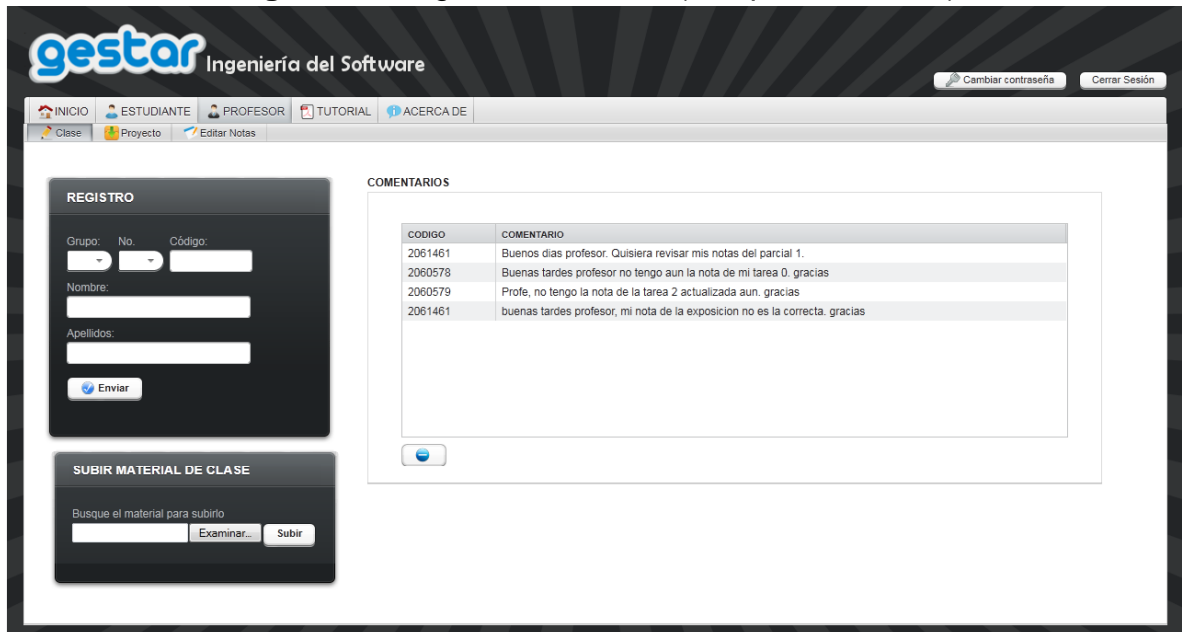 gestar Ingeniería del Software
Cambiar contraseña Cerrar Sesión
INICIO ESTUDIANTE PROFESOR TUTORIAL ACERCA DE
Clase Proyecto Editar Notas
REGISTRO
Grupo: No. Código:
Nombre:
Apellidos:
Enviar
SUBIR MATERIAL DE CLASE
Busque el material para subirlo
Examinar... Subir
COMENTARIOS
CODIGO COMENTARIO
2061461 Buenos dias profesor. Quisiera revisar mis notas del parcial 1.
2060578 Buenas tardes profesor no tengo aun la nota de mi tarea 0. gracias
2060579 Profe, no tengo la nota de la tarea 2 actualizada aun. gracias
2061461 buenas tardes profesor, mi nota de la exposicion no es la correcta. gracias